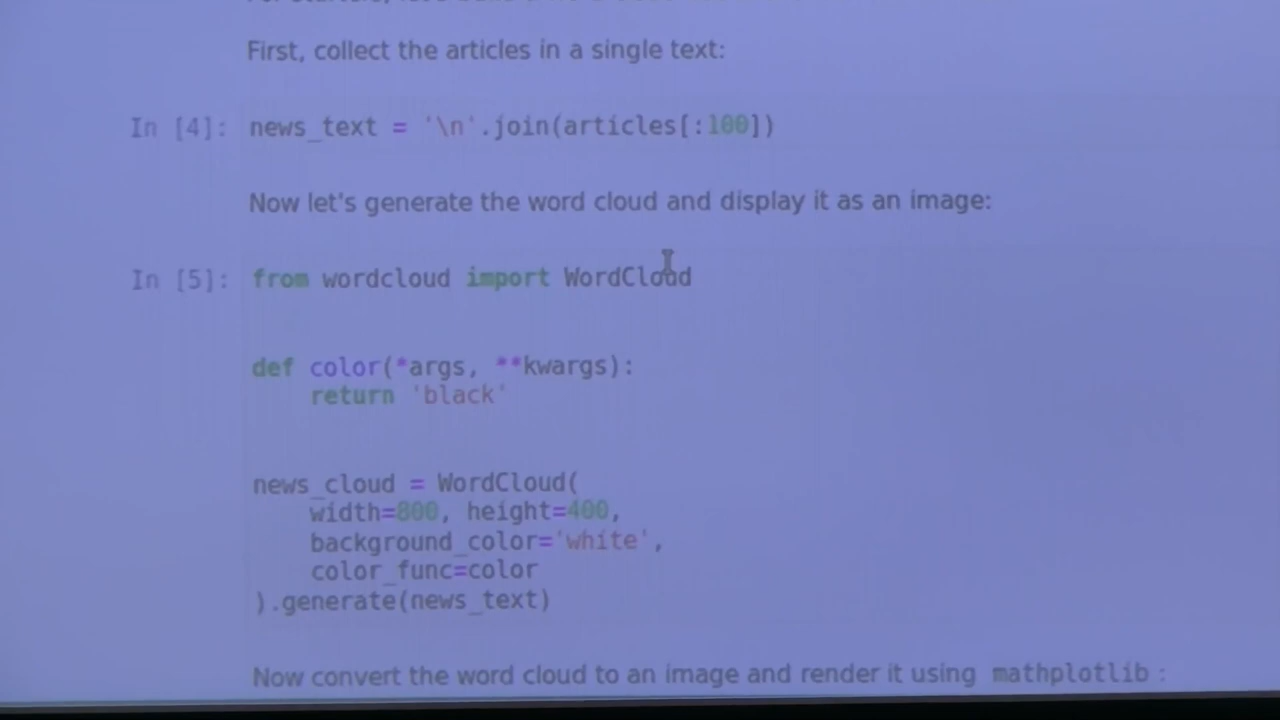 First, collect the articles in a single text:
In [4]: news_text = '\n'.join(articles[:100])
Now let's generate the word cloud and display it as an image:
In [5]: from wordcloud import WordCloud
def color(*args, **kwargs):
return 'black'
news_cloud = WordCloud(
width=800, height=400,
background_color='white',
color_func=color
).generate(news_text)
Now convert the word cloud to an image and render it using mathplotlib :